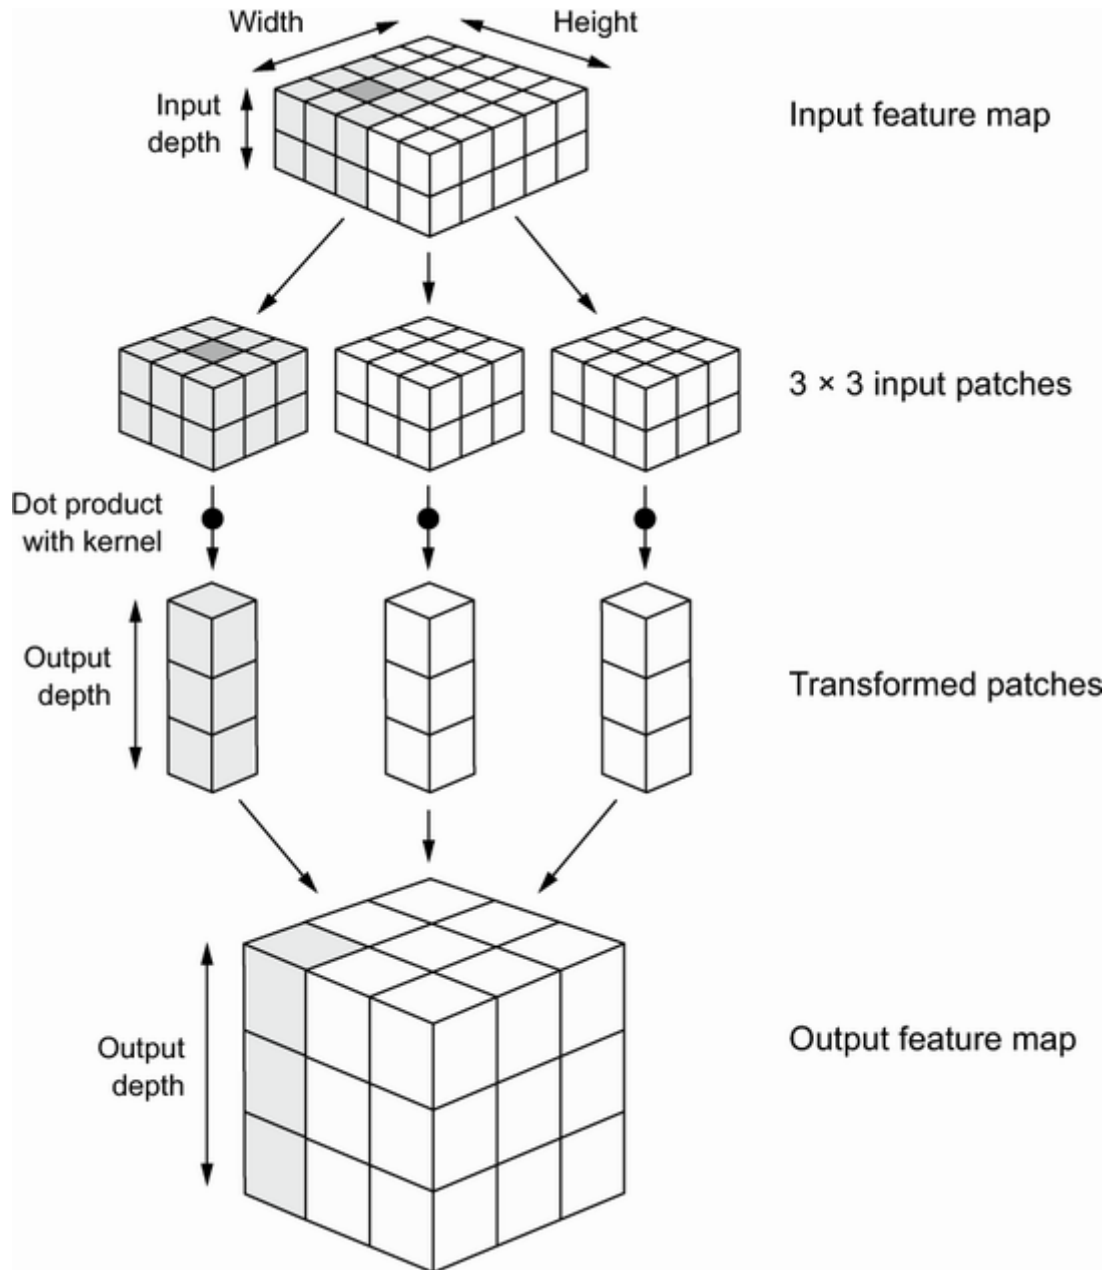 Width
Height
Input
depth
Input feature map
3 × 3 input patches
Dot product
with kernel
Output
depth
Transformed patches
Output
depth
Output feature map